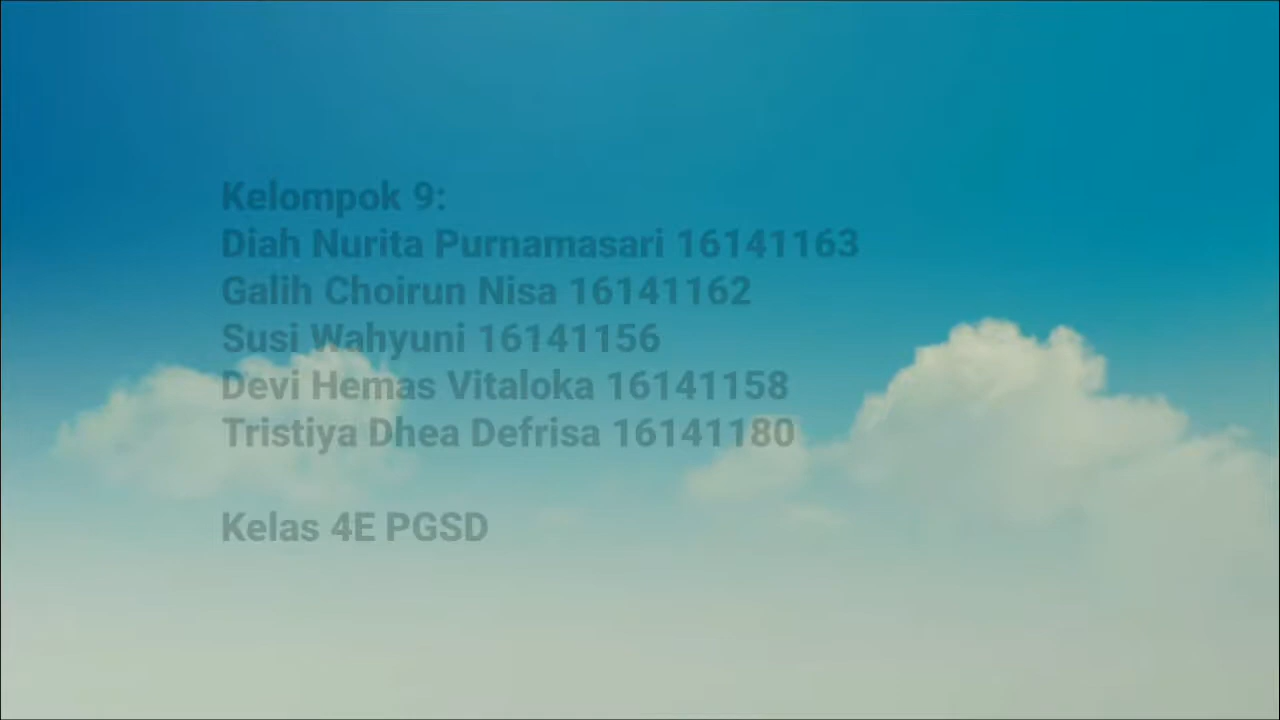 Kelompok 9:
Diah Nurita Purnamasari 16141163
Galih Choirun Nisa 16141162
Susi Wahyuni 16141156
Devi Hemas Vitaloka 16141158
Tristiya Dhea Defrisa 16141180
Kelas 4E PGSD